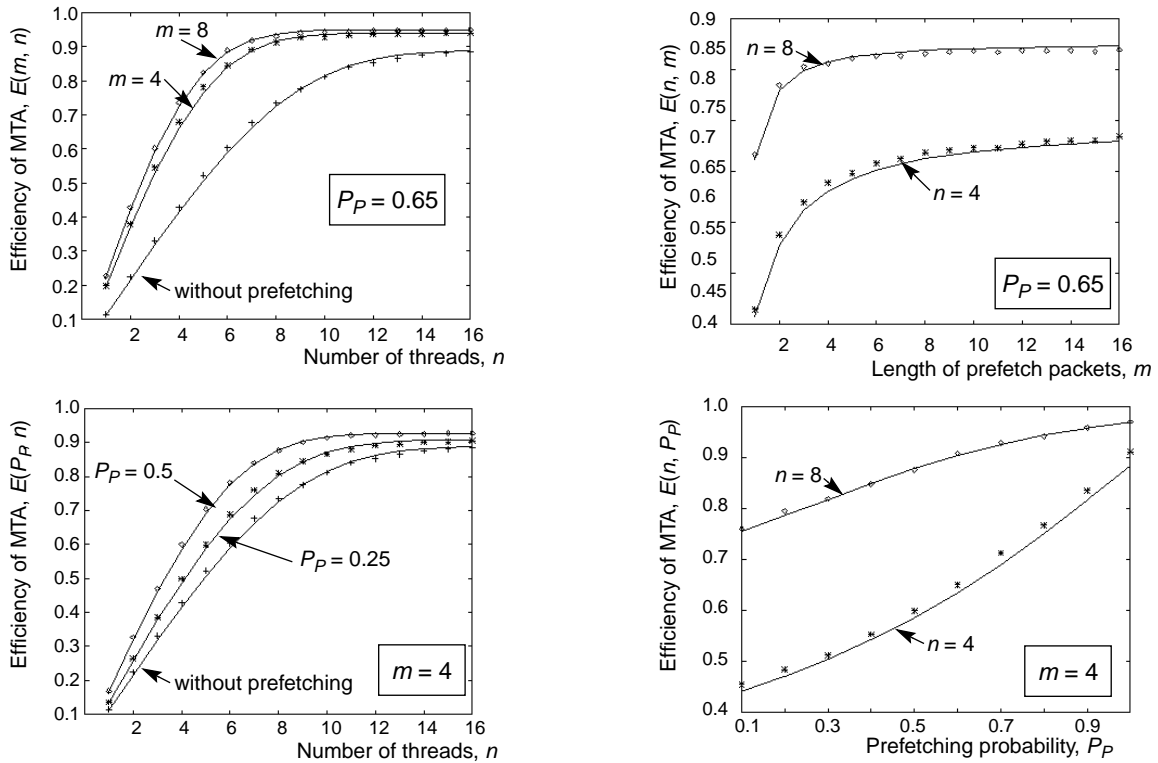 Efficiency of MTA, E(m, n)
1.0
0.9
0.8
0.7
0.6
0.5
0.4
0.3
0.2
0.1
m = 8
m = 4
P_P = 0.65
without prefetching
2 4 6 8 10 12 14 16
Number of threads, n
Efficiency of MTA, E(n, m)
0.85
0.8
0.75
0.7
0.65
0.6
0.55
0.5
0.45
0.4
n = 8
n = 4
P_P = 0.65
2 4 6 8 10 12 14 16
Length of prefetch packets, m
Efficiency of MTA, E(P_P n)
1.0
0.9
0.8
0.7
0.6
0.5
0.4
0.3
0.2
0.1
P_P = 0.5
P_P = 0.25
without prefetching
m = 4
2 4 6 8 10 12 14 16
Number of threads, n
Efficiency of MTA, E(n, P_P)
1.0
0.9
0.8
0.7
0.6
0.5
0.4
n = 8
n = 4
m = 4
0.1 0.3 0.5 0.7 0.9
Prefetching probability, P_P